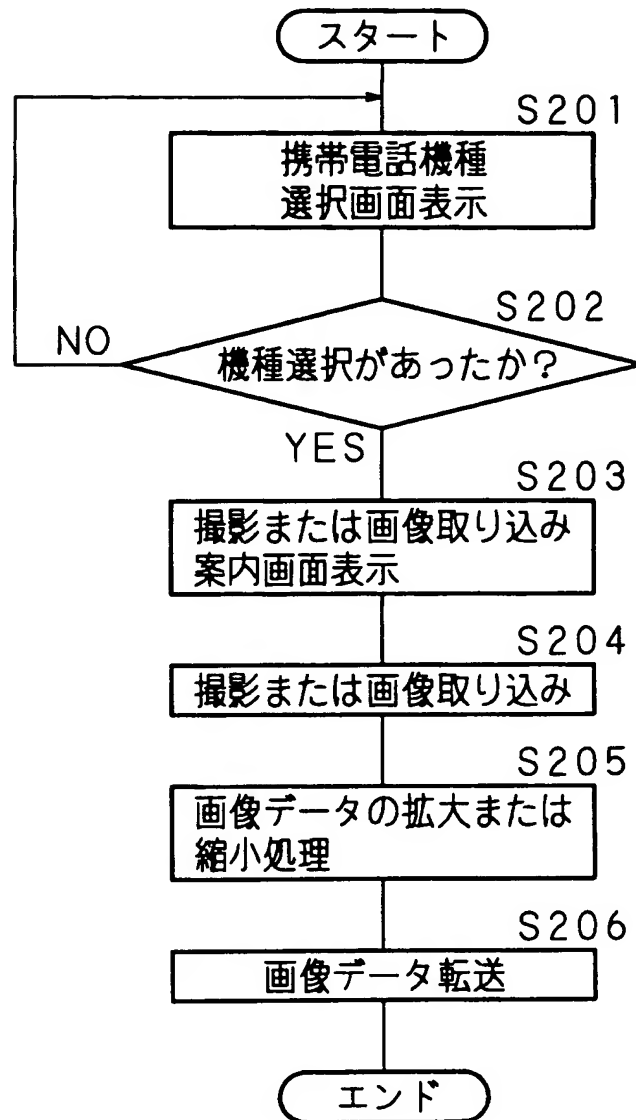 スタート
S201
携帯電話機種
選択画面表示
S202
NO
機種選択があったか?
YES
S203
撮影または画像取り込み
案内画面表示
S204
撮影または画像取り込み
S205
画像データの拡大または
縮小処理
S206
画像データ転送
エンド